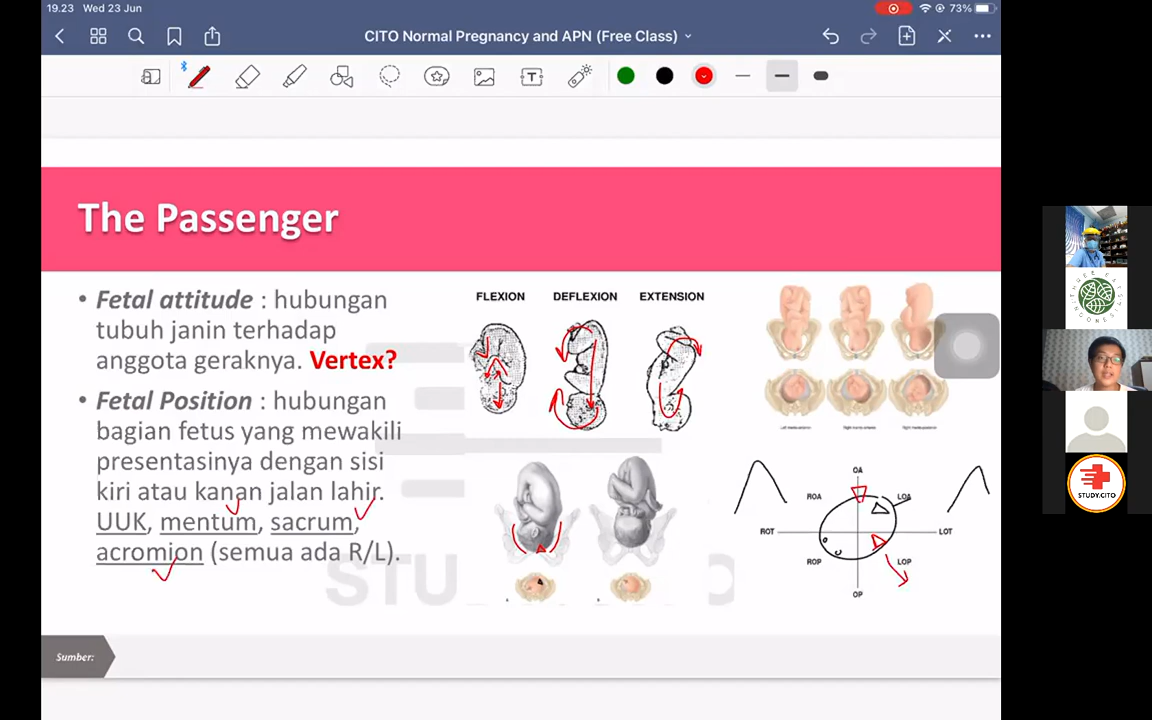 19.23 Wed 23 Jun
73%
CITO Normal Pregnancy and APN (Free Class)
The Passenger
• Fetal attitude : hubungan
tubuh janin terhadap
anggota geraknya. Vertex?
• Fetal Position : hubungan
bagian fetus yang mewakili
presentasinya dengan sisi
kiri atau kanan jalan lahir.
UUK, mentum, sacrum,
acromion (semua ada R/L).
FLEXION DEFLEXION EXTENSION
OA
ROA LOA
ROT LOT
ROP LOP
OP
STU
Sumber:
STUDY.CITO